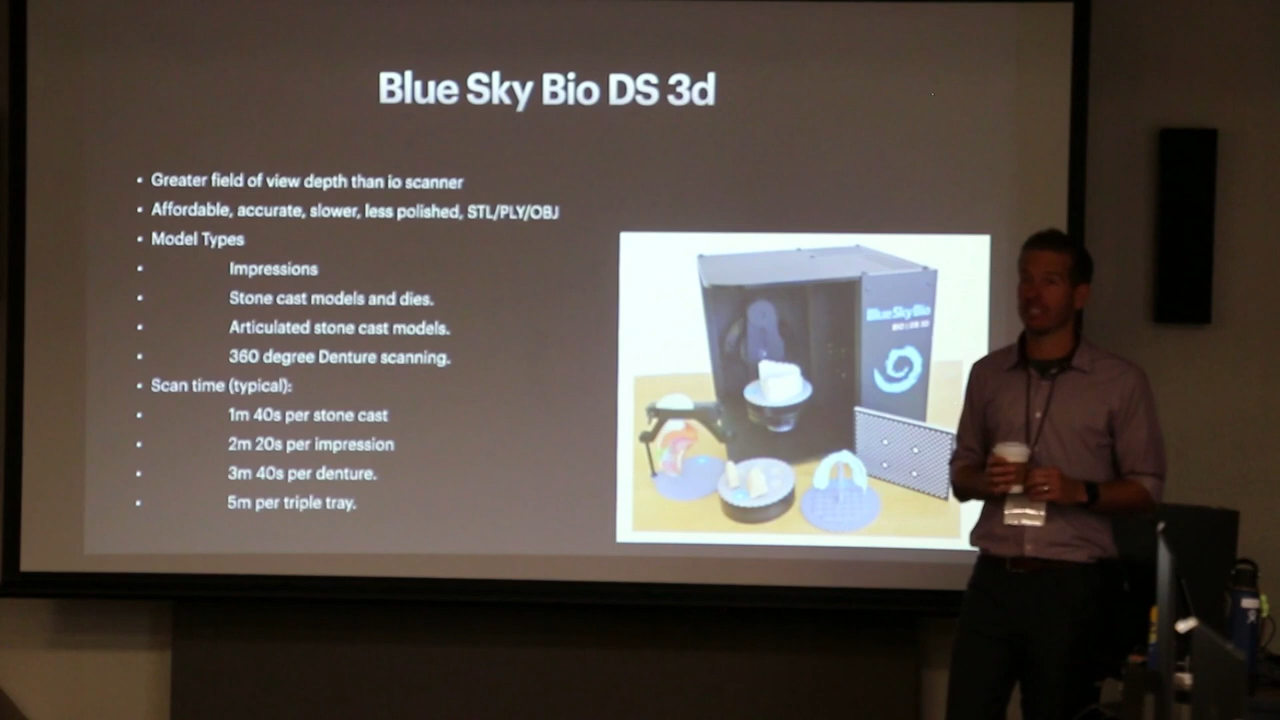 Blue Sky Bio DS 3d
• Greater field of view depth than io scanner
• Affordable, accurate, slower, less polished, STL/PLY/OBJ
• Model Types
• Impressions
• Stone cast models and dies.
• Articulated stone cast models.
• 360 degree Denture scanning.
• Scan time (typical):
• 1m 40s per stone cast
• 2m 20s per impression
• 3m 40s per denture.
• 5m per triple tray.
BlueSkyBio
BIO | DS 3D